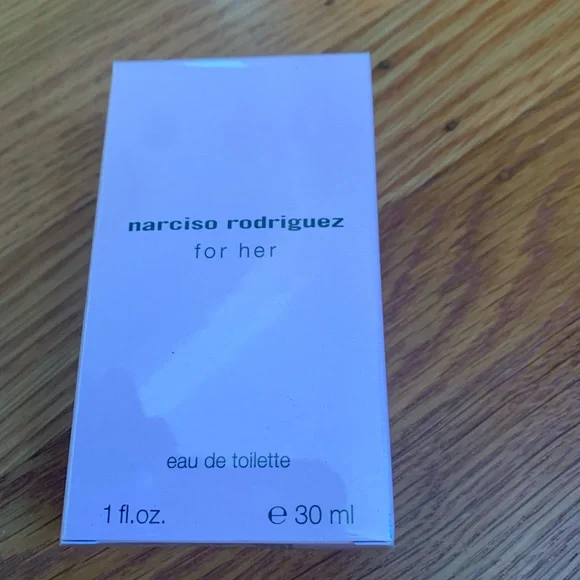 narciso rodriguez
for her
eau de toilette
1 fl.oz. ℮ 30 ml